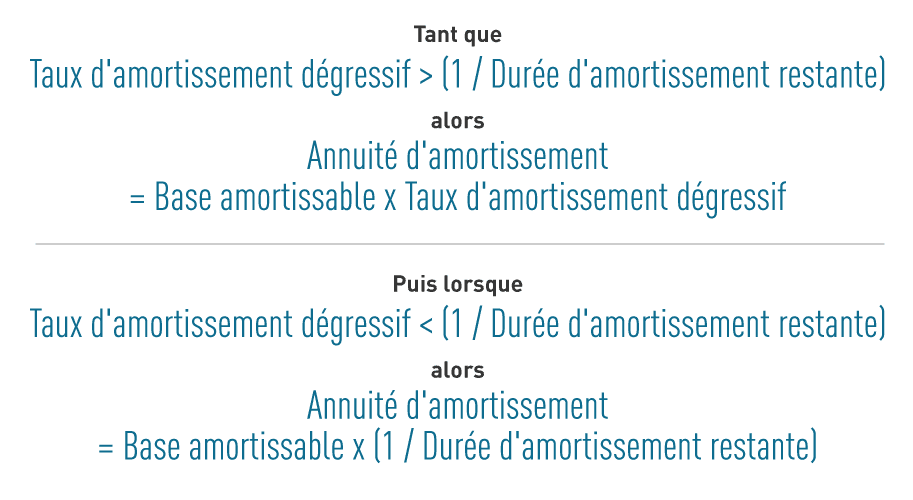 Tant que
Taux d'amortissement dégressif > (1 / Durée d'amortissement restante)
alors
Annuité d'amortissement
= Base amortissable x Taux d'amortissement dégressif
Puis lorsque
Taux d'amortissement dégressif < (1 / Durée d'amortissement restante)
alors
Annuité d'amortissement
= Base amortissable x (1 / Durée d'amortissement restante)